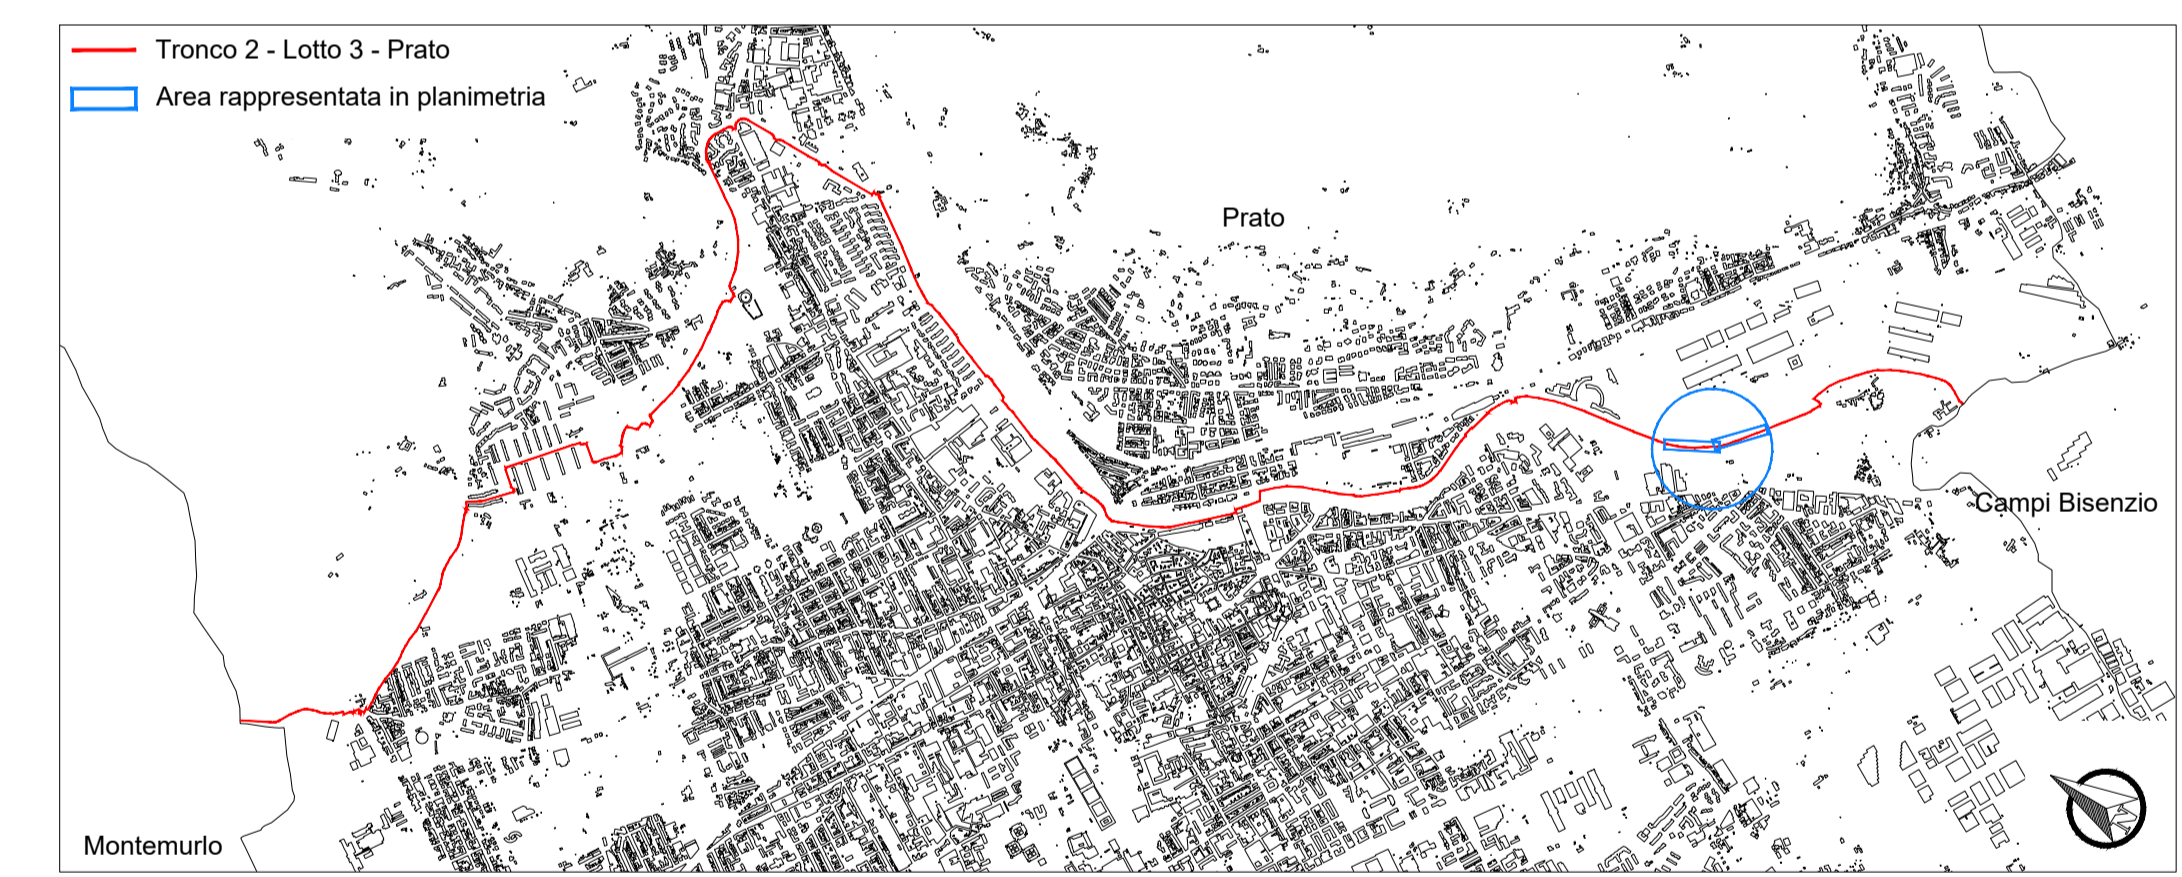 Tronco 2 - Lotto 3 - Prato
Area rappresentata in planimetria
Prato
Campi Bisenzio
Montemurlo